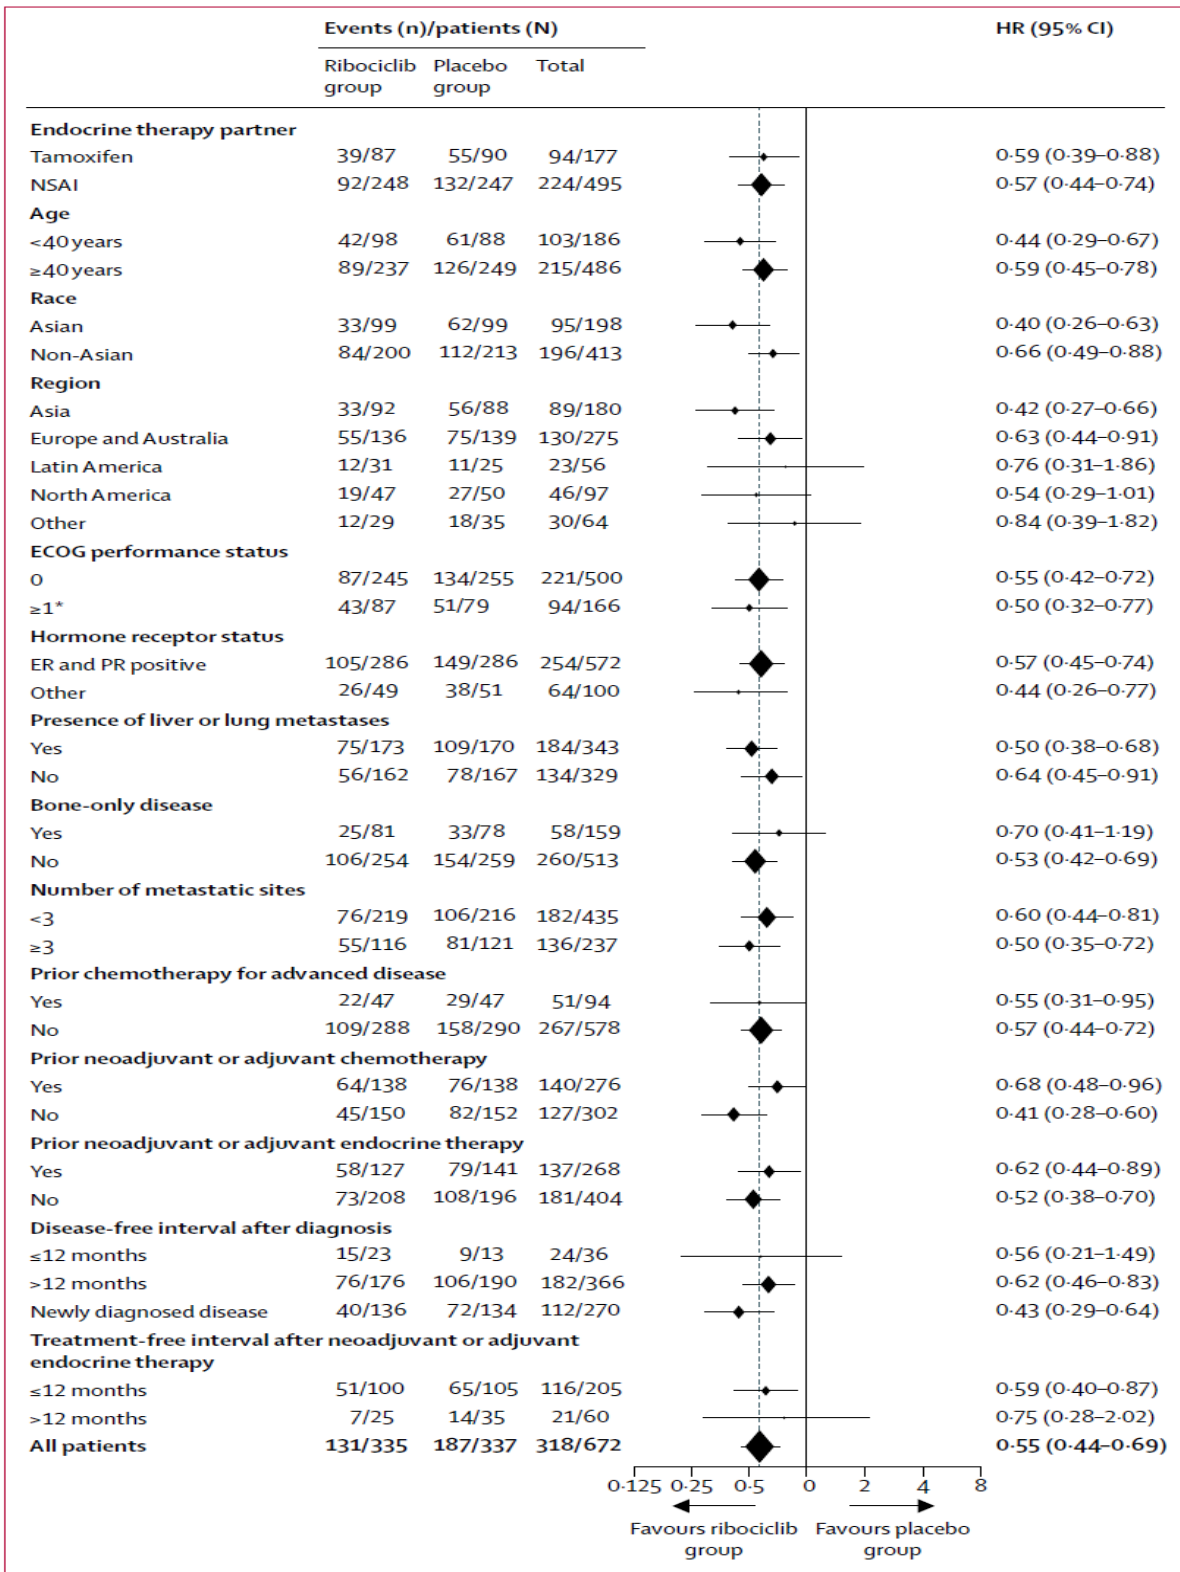 Events (n)/patients (N) HR (95% CI)
Ribociclib group Placebo group Total
Endocrine therapy partner
Tamoxifen 39/87 55/90 94/177 0·59 (0·39–0·88)
NSAI 92/248 132/247 224/495 0·57 (0·44–0·74)
Age
<40 years 42/98 61/88 103/186 0·44 (0·29–0·67)
≥40 years 89/237 126/249 215/486 0·59 (0·45–0·78)
Race
Asian 33/99 62/99 95/198 0·40 (0·26–0·63)
Non-Asian 84/200 112/213 196/413 0·66 (0·49–0·88)
Region
Asia 33/92 56/88 89/180 0·42 (0·27–0·66)
Europe and Australia 55/136 75/139 130/275 0·63 (0·44–0·91)
Latin America 12/31 11/25 23/56 0·76 (0·31–1·86)
North America 19/47 27/50 46/97 0·54 (0·29–1·01)
Other 12/29 18/35 30/64 0·84 (0·39–1·82)
ECOG performance status
0 87/245 134/255 221/500 0·55 (0·42–0·72)
≥1* 43/87 51/79 94/166 0·50 (0·32–0·77)
Hormone receptor status
ER and PR positive 105/286 149/286 254/572 0·57 (0·45–0·74)
Other 26/49 38/51 64/100 0·44 (0·26–0·77)
Presence of liver or lung metastases
Yes 75/173 109/170 184/343 0·50 (0·38–0·68)
No 56/162 78/167 134/329 0·64 (0·45–0·91)
Bone-only disease
Yes 25/81 33/78 58/159 0·70 (0·41–1·19)
No 106/254 154/259 260/513 0·53 (0·42–0·69)
Number of metastatic sites
<3 76/219 106/216 182/435 0·60 (0·44–0·81)
≥3 55/116 81/121 136/237 0·50 (0·35–0·72)
Prior chemotherapy for advanced disease
Yes 22/47 29/47 51/94 0·55 (0·31–0·95)
No 109/288 158/290 267/578 0·57 (0·44–0·72)
Prior neoadjuvant or adjuvant chemotherapy
Yes 64/138 76/138 140/276 0·68 (0·48–0·96)
No 45/150 82/152 127/302 0·41 (0·28–0·60)
Prior neoadjuvant or adjuvant endocrine therapy
Yes 58/127 79/141 137/268 0·62 (0·44–0·89)
No 73/208 108/196 181/404 0·52 (0·38–0·70)
Disease-free interval after diagnosis
≤12 months 15/23 9/13 24/36 0·56 (0·21–1·49)
>12 months 76/176 106/190 182/366 0·62 (0·46–0·83)
Newly diagnosed disease 40/136 72/134 112/270 0·43 (0·29–0·64)
Treatment-free interval after neoadjuvant or adjuvant
endocrine therapy
≤12 months 51/100 65/105 116/205 0·59 (0·40–0·87)
>12 months 7/25 14/35 21/60 0·75 (0·28–2·02)
All patients 131/335 187/337 318/672 0·55 (0·44–0·69)
0·125 0·25 0·5 0 2 4 8
Favours ribociclib group Favours placebo group